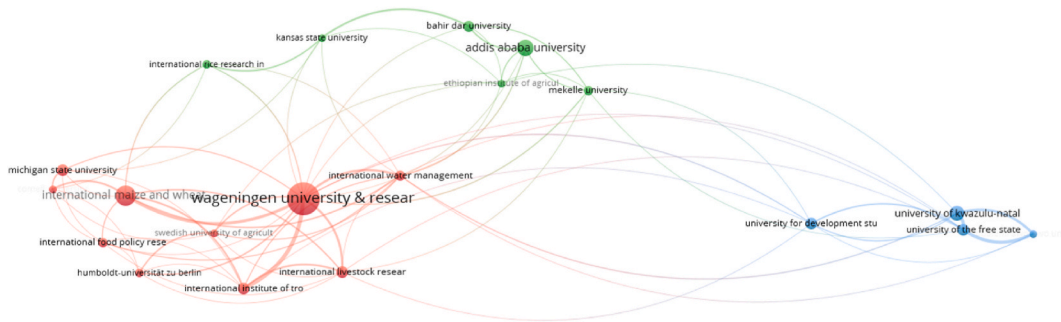 bahir dar university
kansas state university
addis ababa university
international rice research in
ethiopian institute of agricul
mekelle university
michigan state university
international water management
international maize and wheat
wageningen university & resear
university of kwazulu-natal
university for development stu
university of the free state
swedish university of agricult
international food policy rese
humboldt-universität zu berlin
international livestock resear
international institute of tro